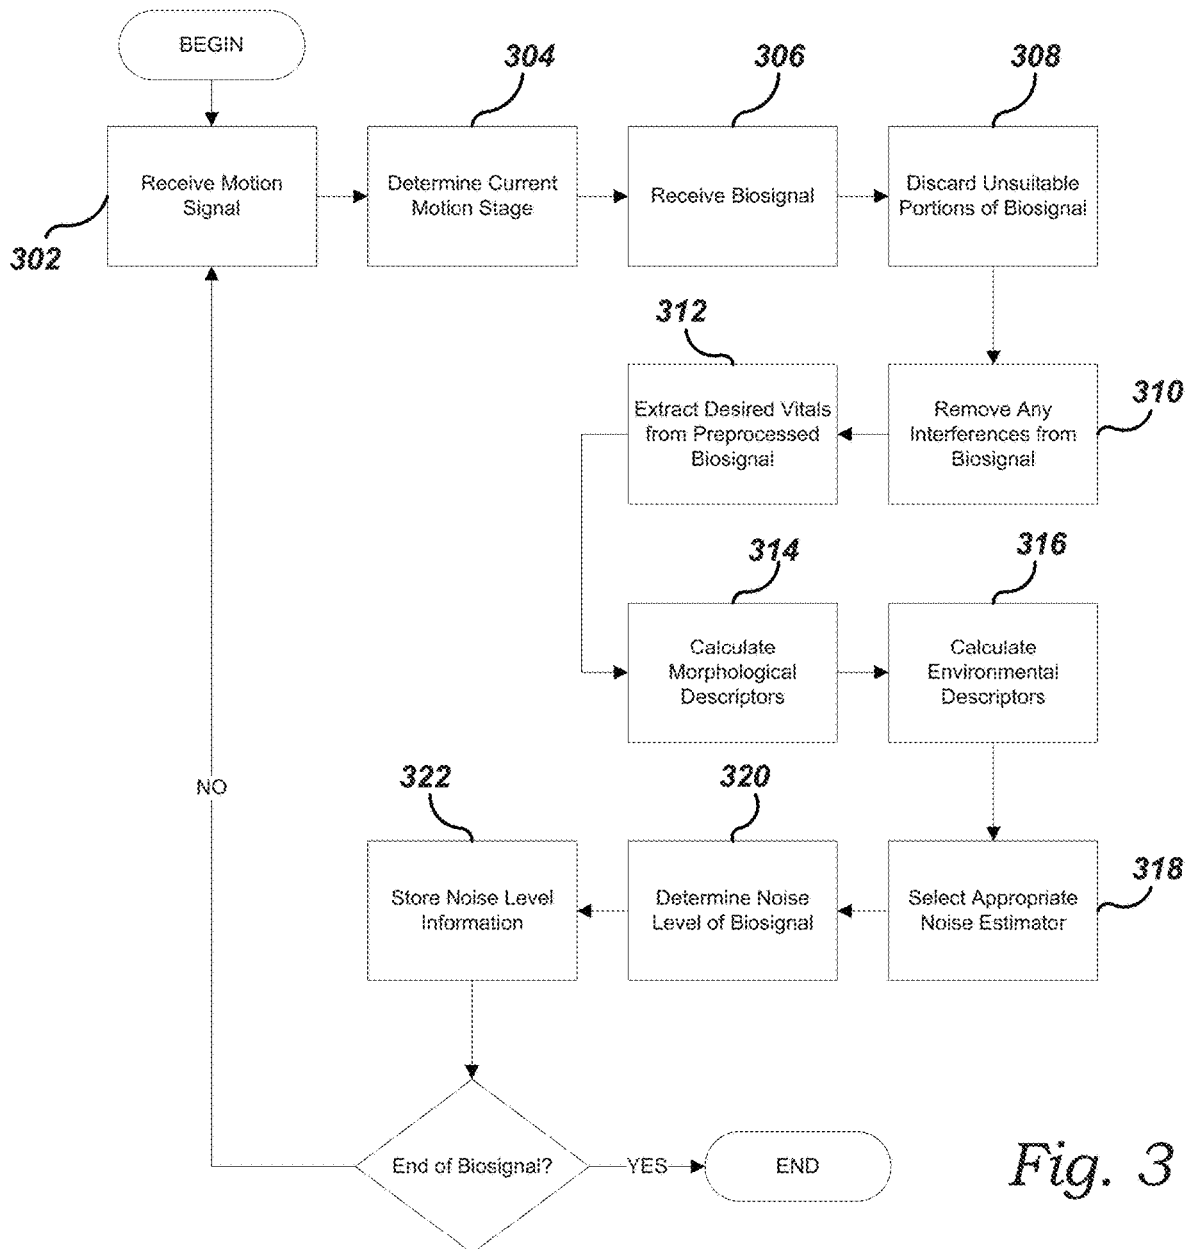 BEGIN
304
306
308
Receive Motion
Signal
Determine Current
Motion Stage
Receive Biosignal
Discard Unsuitable
Portions of Biosignal
302
312
310
Extract Desired Vitals
from Preprocessed
Biosignal
Remove Any
Interferences from
Biosignal
314
316
Calculate
Morphological
Descriptors
Calculate
Environmental
Descriptors
NO
322
320
318
Store Noise Level
Information
Determine Noise
Level of Biosignal
Select Appropriate
Noise Estimator
End of Biosignal?
YES
END
Fig. 3